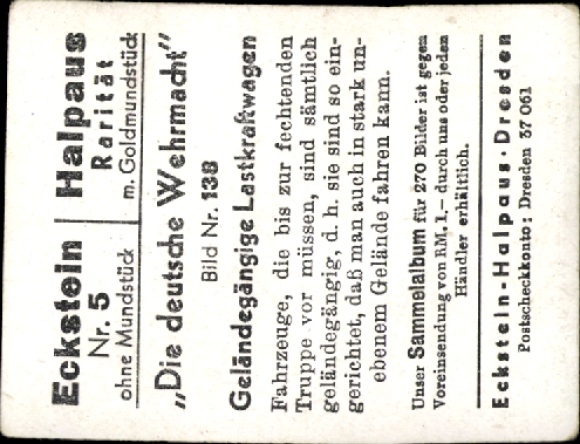 Eckstein
Nr. 5
ohne Mundstück
Halpaus
Rarität
m. Goldmundstück
„Die deutsche Wehrmacht"
Bild Nr. 138
Geländegängige Lastkraftwagen
Fahrzeuge, die bis zur fechtenden
Truppe vor müssen, sind sämtlich
geländegängig, d. h. sie sind so ein-
gerichtet, daß man auch in stark un-
ebenem Gelände fahren kann.
Unser Sammelalbum für 270 Bilder ist gegen
Voreinsendung von RM. 1,– durch uns oder jeden
Händler erhältlich.
Eckstein-Halpaus·Dresden
Postscheckkonto: Dresden 37 061